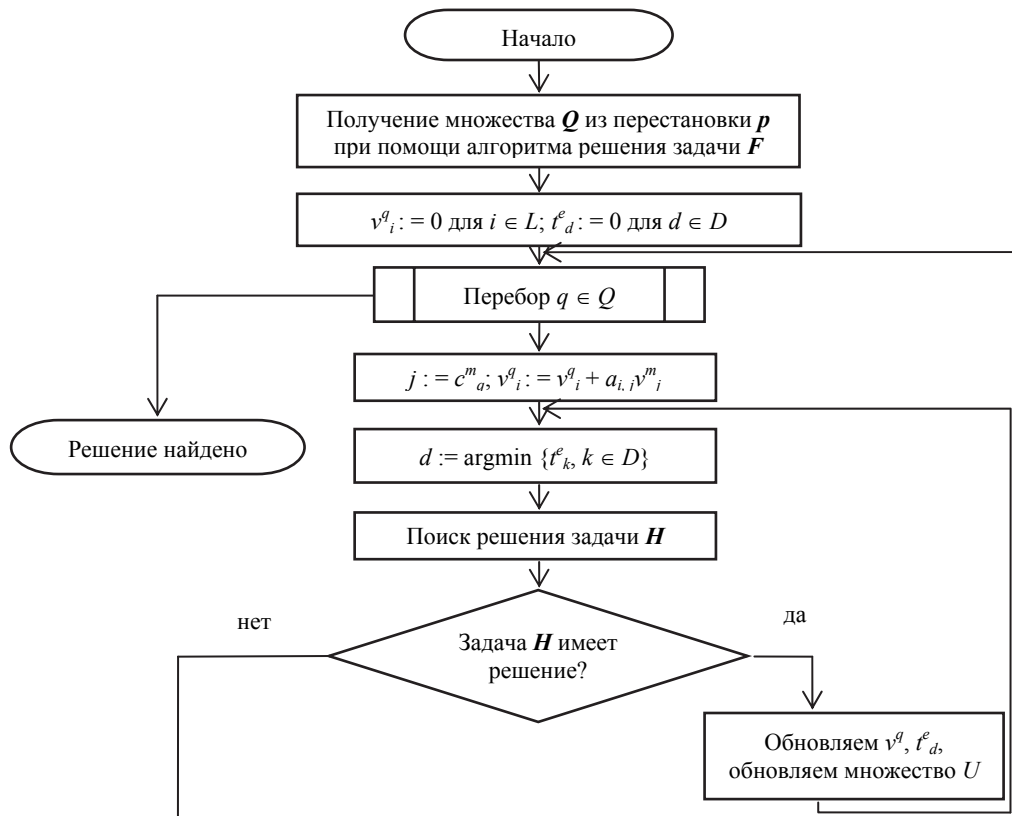 Начало
Получение множества Q из перестановки p
при помощи алгоритма решения задачи F
v^q_i : = 0 для i ∈ L; t^e_d : = 0 для d ∈ D
Перебор q ∈ Q
j : = c^m_q; v^q_i : = v^q_i + a_{i, j}v^m_j
Решение найдено
d := argmin {t^e_k, k ∈ D}
Поиск решения задачи H
нет
да
Задача H имеет
решение?
Обновляем v^q, t^e_d,
обновляем множество U